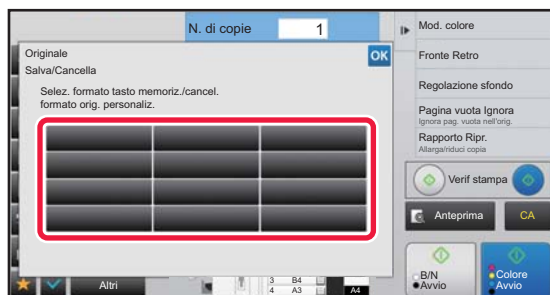 N. di copie 1
Originale
OK
Salva/Cancella
Selez. formato tasto memoriz./cancel.
formato orig. personaliz.
Mod. colore
Fronte Retro
Regolazione sfondo
Pagina vuota Ignora
Ignora pag. vuota nell'orig.
Rapporto Ripr.
Allarga/riduci copia
Verif stampa
Anteprima
CA
B/N
Avvio
Colore
Avvio
Altri
3 B4
4 A3
A4